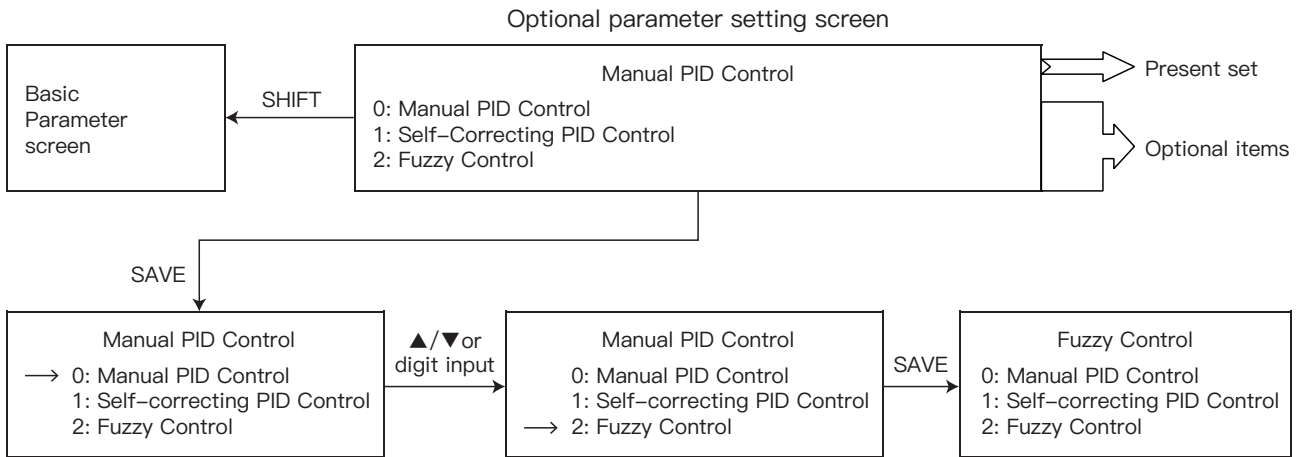 Optional parameter setting screen
Basic
Parameter
screen
SHIFT
Manual PID Control
0: Manual PID Control
1: Self-Correcting PID Control
2: Fuzzy Control
Present set
Optional items
SAVE
Manual PID Control
→ 0: Manual PID Control
1: Self-correcting PID Control
2: Fuzzy Control
▲/▼or
digit input
Manual PID Control
0: Manual PID Control
1: Self-correcting PID Control
→ 2: Fuzzy Control
SAVE
Fuzzy Control
0: Manual PID Control
1: Self-correcting PID Control
2: Fuzzy Control